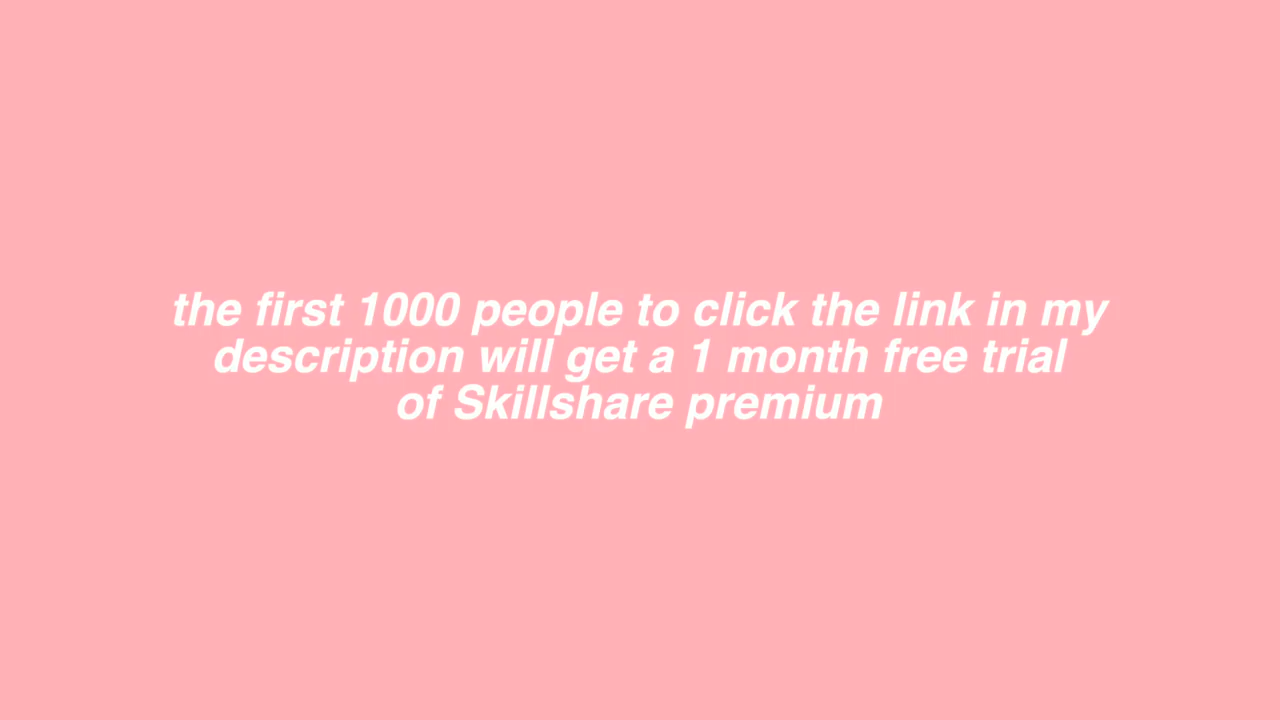 the first 1000 people to click the link in my
description will get a 1 month free trial
of Skillshare premium